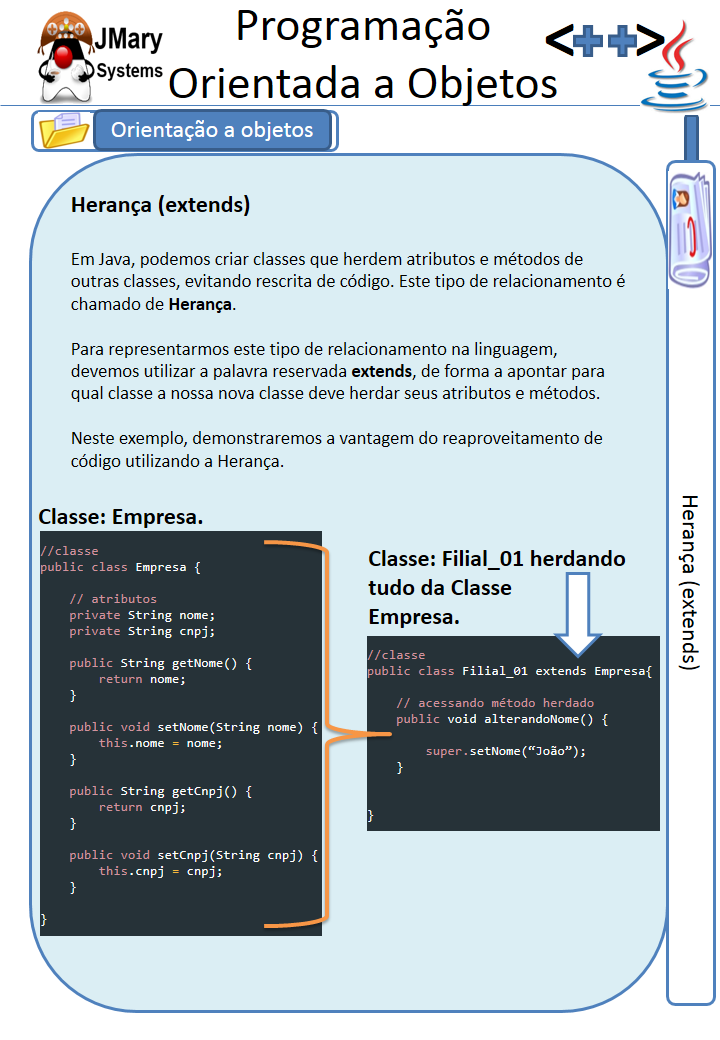 JMary
Systems
Programação
Orientada a Objetos
<++>
Orientação a objetos
Herança (extends)
Em Java, podemos criar classes que herdem atributos e métodos de
outras classes, evitando rescrita de código. Este tipo de relacionamento é
chamado de Herança.
Para representarmos este tipo de relacionamento na linguagem,
devemos utilizar a palavra reservada extends, de forma a apontar para
qual classe a nossa nova classe deve herdar seus atributos e métodos.
Neste exemplo, demonstraremos a vantagem do reaproveitamento de
código utilizando a Herança.
Classe: Empresa.
//classe
public class Empresa {
// atributos
private String nome;
private String cnpj;
public String getNome() {
return nome;
}
public void setNome(String nome) {
this.nome = nome;
}
public String getCnpj() {
return cnpj;
}
public void setCnpj(String cnpj) {
this.cnpj = cnpj;
}
}
Classe: Filial_01 herdando
tudo da Classe
Empresa.
//classe
public class Filial_01 extends Empresa{
// acessando método herdado
public void alterandoNome() {
super.setNome(“João”);
}
}
Herança (extends)